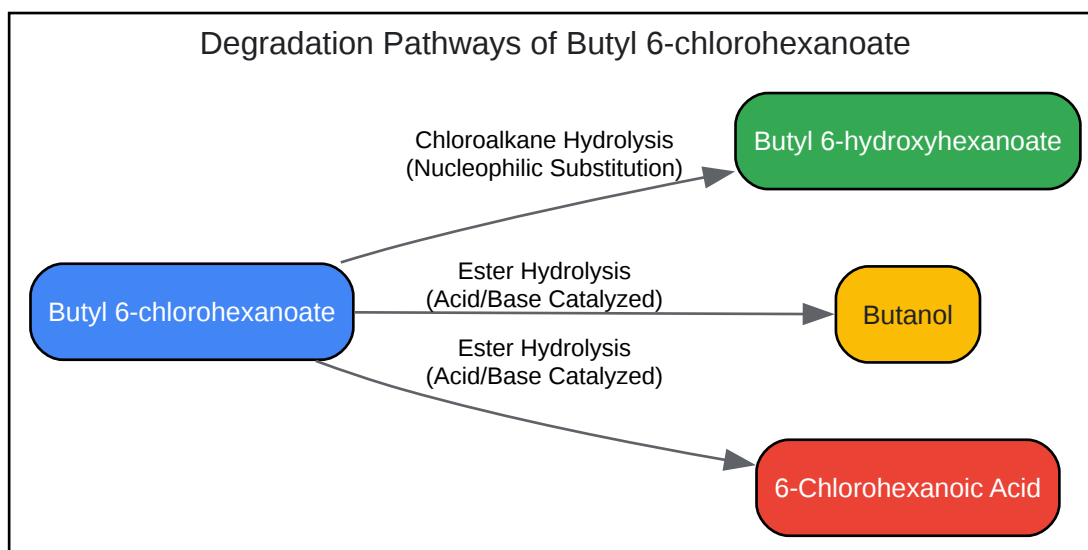 Degradation Pathways of Butyl 6-chlorohexanoate
Butyl 6-hydroxyhexanoate
Chloroalkane Hydrolysis
(Nucleophilic Substitution)
Butyl 6-chlorohexanoate
Ester Hydrolysis
(Acid/Base Catalyzed)
Butanol
Ester Hydrolysis
(Acid/Base Catalyzed)
6-Chlorohexanoic Acid